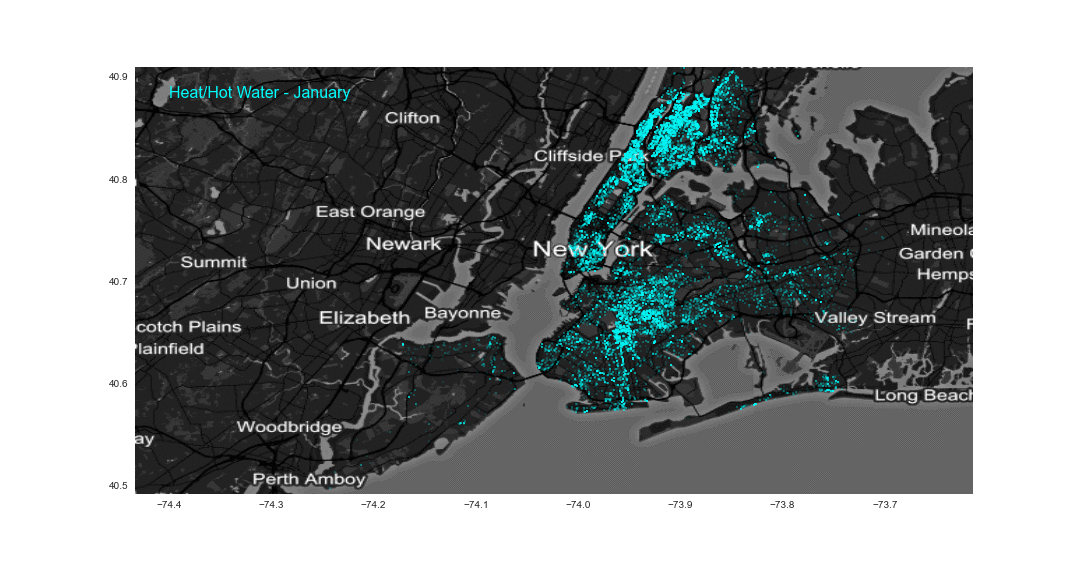 40.9
Heat/Hot Water - January
Clifton
Cliffside Park
40.8
East Orange
Mineola
Newark
New York
Garden C
Summit
Hemps
40.7
Union
Elizabeth
Bayonne
Valley Stream
cotch Plains
F
Plainfield
40.6
Long Beach
Woodbridge
ay
Perth Amboy
40.5
−74.4 −74.3 −74.2 −74.1 −74.0 −73.9 −73.8 −73.7